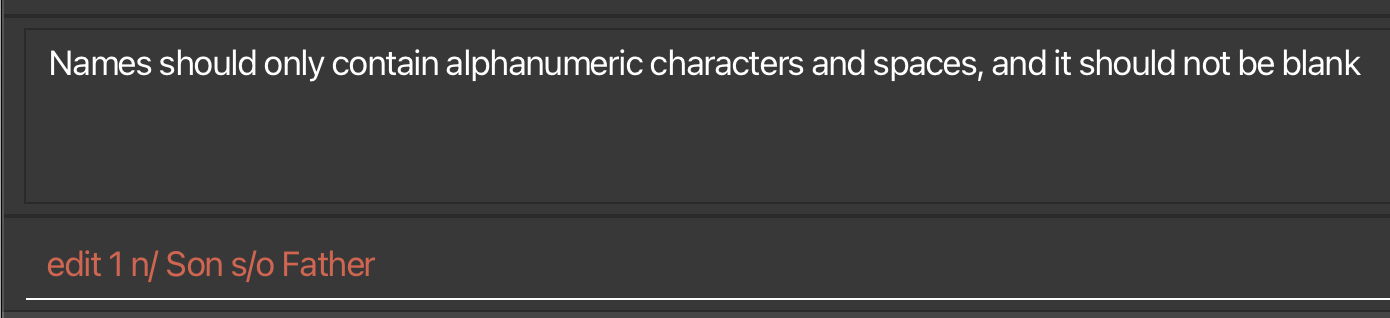 Names should only contain alphanumeric characters and spaces, and it should not be blank
edit 1 n/ Son s/o Father